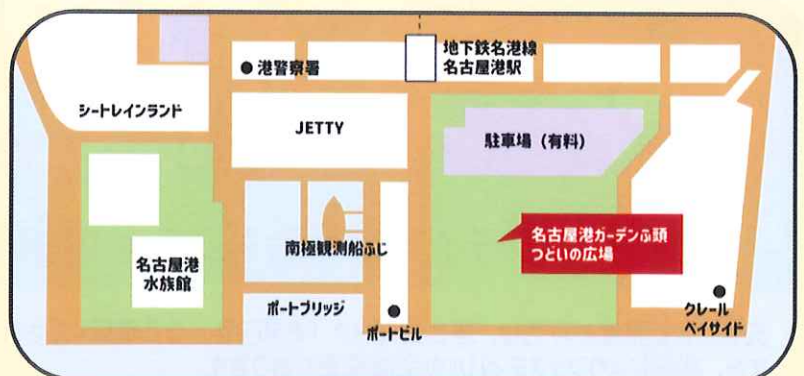 地下鉄名港線
名古屋港駅
港警察署
シートレインランド
JETTY
駐車場（有料）
名古屋港ガーデンふ頭
つどいの広場
南極観測船ふじ
名古屋港
水族館
ポートブリッジ
ポートビル
クレール
ベイサイド